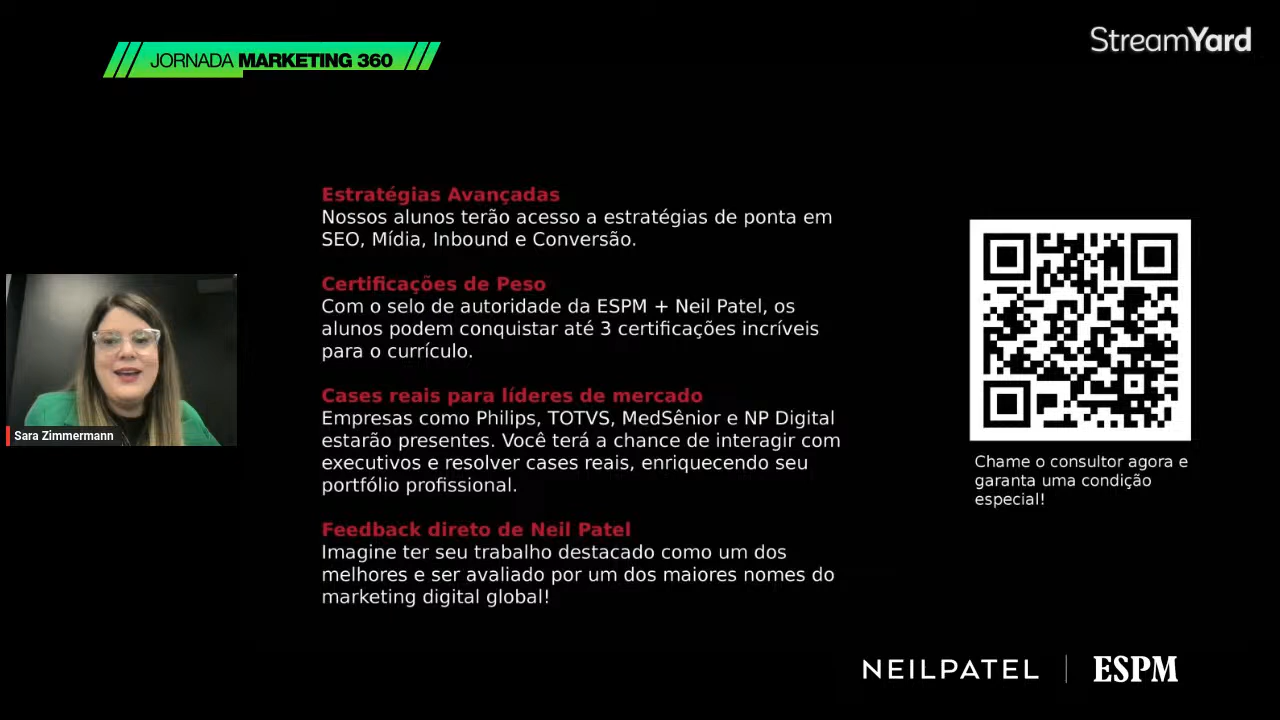 JORNADA MARKETING 360
StreamYard
Estratégias Avançadas
Nossos alunos terão acesso a estratégias de ponta em
SEO, Mídia, Inbound e Conversão.
Certificações de Peso
Com o selo de autoridade da ESPM + Neil Patel, os
alunos podem conquistar até 3 certificações incríveis
para o currículo.
Cases reais para líderes de mercado
Empresas como Philips, TOTVS, MedSênior e NP Digital
estarão presentes. Você terá a chance de interagir com
executivos e resolver cases reais, enriquecendo seu
portfólio profissional.
Feedback direto de Neil Patel
Imagine ter seu trabalho destacado como um dos
melhores e ser avaliado por um dos maiores nomes do
marketing digital global!
Chame o consultor agora e
garanta uma condição
especial!
Sara Zimmermann
NEILPATEL | ESPM